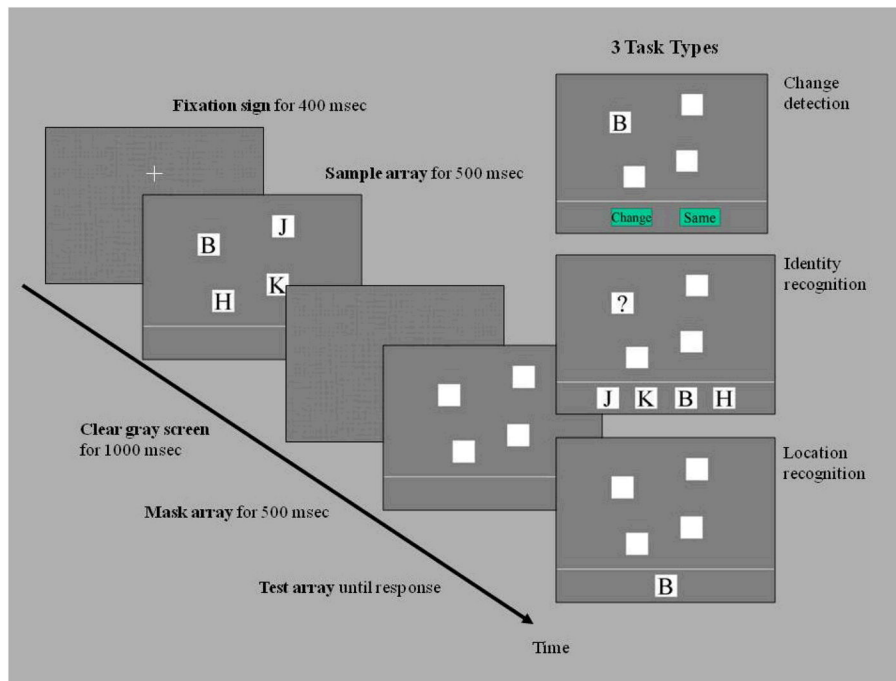 3 Task Types
Change
detection
Fixation sign for 400 msec
B
Sample array for 500 msec
J
B
Change Same
K
H
Identity
recognition
?
J K B H
Clear gray screen
for 1000 msec
Location
recognition
Mask array for 500 msec
Test array until response
B
Time